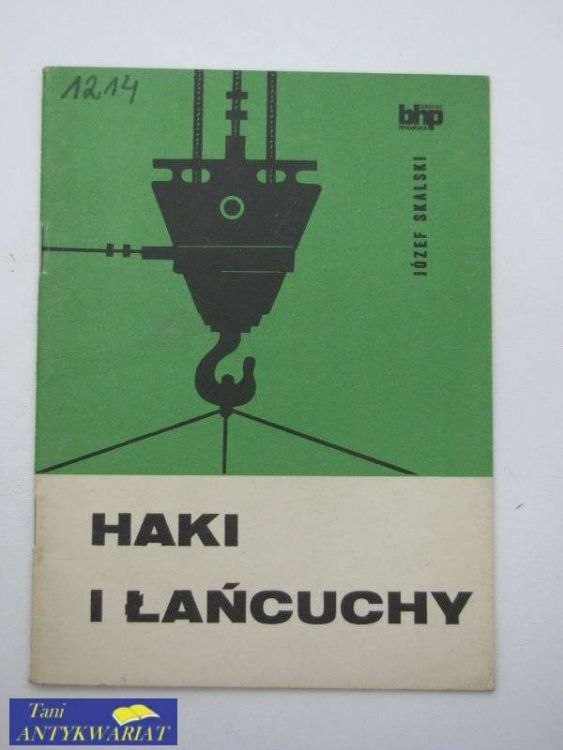 1214
bhp
JÓZEF SKALSKI
HAKI
I ŁAŃCUCHY
Tani
ANTYKWARIAT